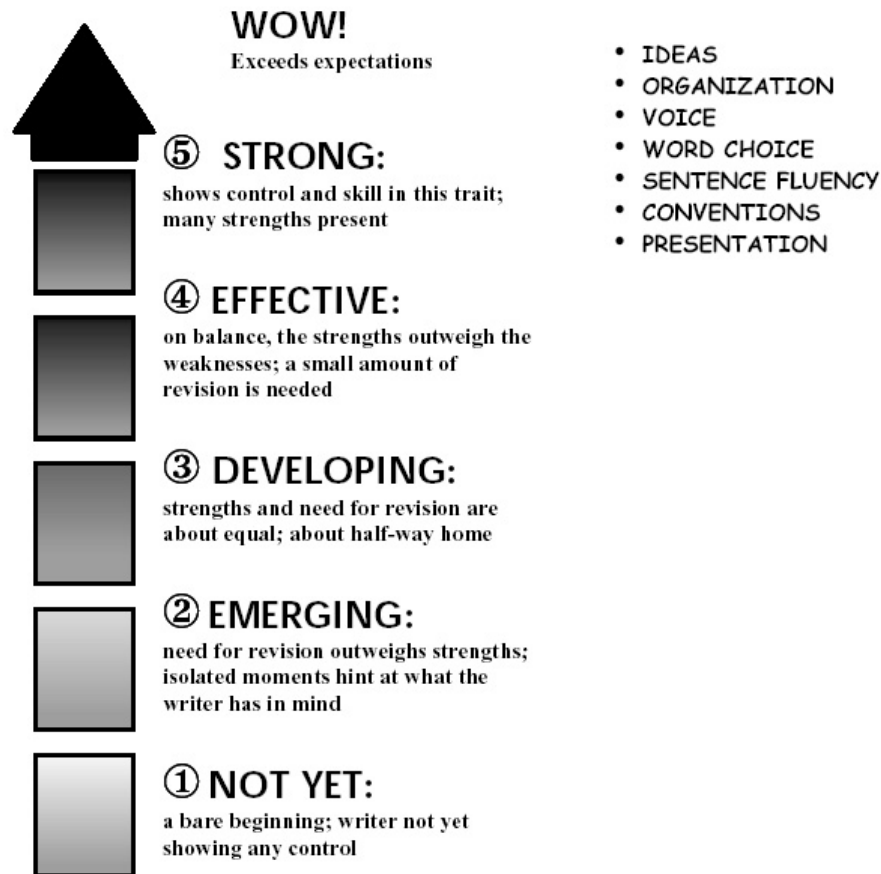 WOW!
Exceeds expectations
⑤ STRONG:
shows control and skill in this trait;
many strengths present
④ EFFECTIVE:
on balance, the strengths outweigh the
weaknesses; a small amount of
revision is needed
③ DEVELOPING:
strengths and need for revision are
about equal; about half-way home
② EMERGING:
need for revision outweighs strengths;
isolated moments hint at what the
writer has in mind
① NOT YET:
a bare beginning; writer not yet
showing any control
• IDEAS
• ORGANIZATION
• VOICE
• WORD CHOICE
• SENTENCE FLUENCY
• CONVENTIONS
• PRESENTATION